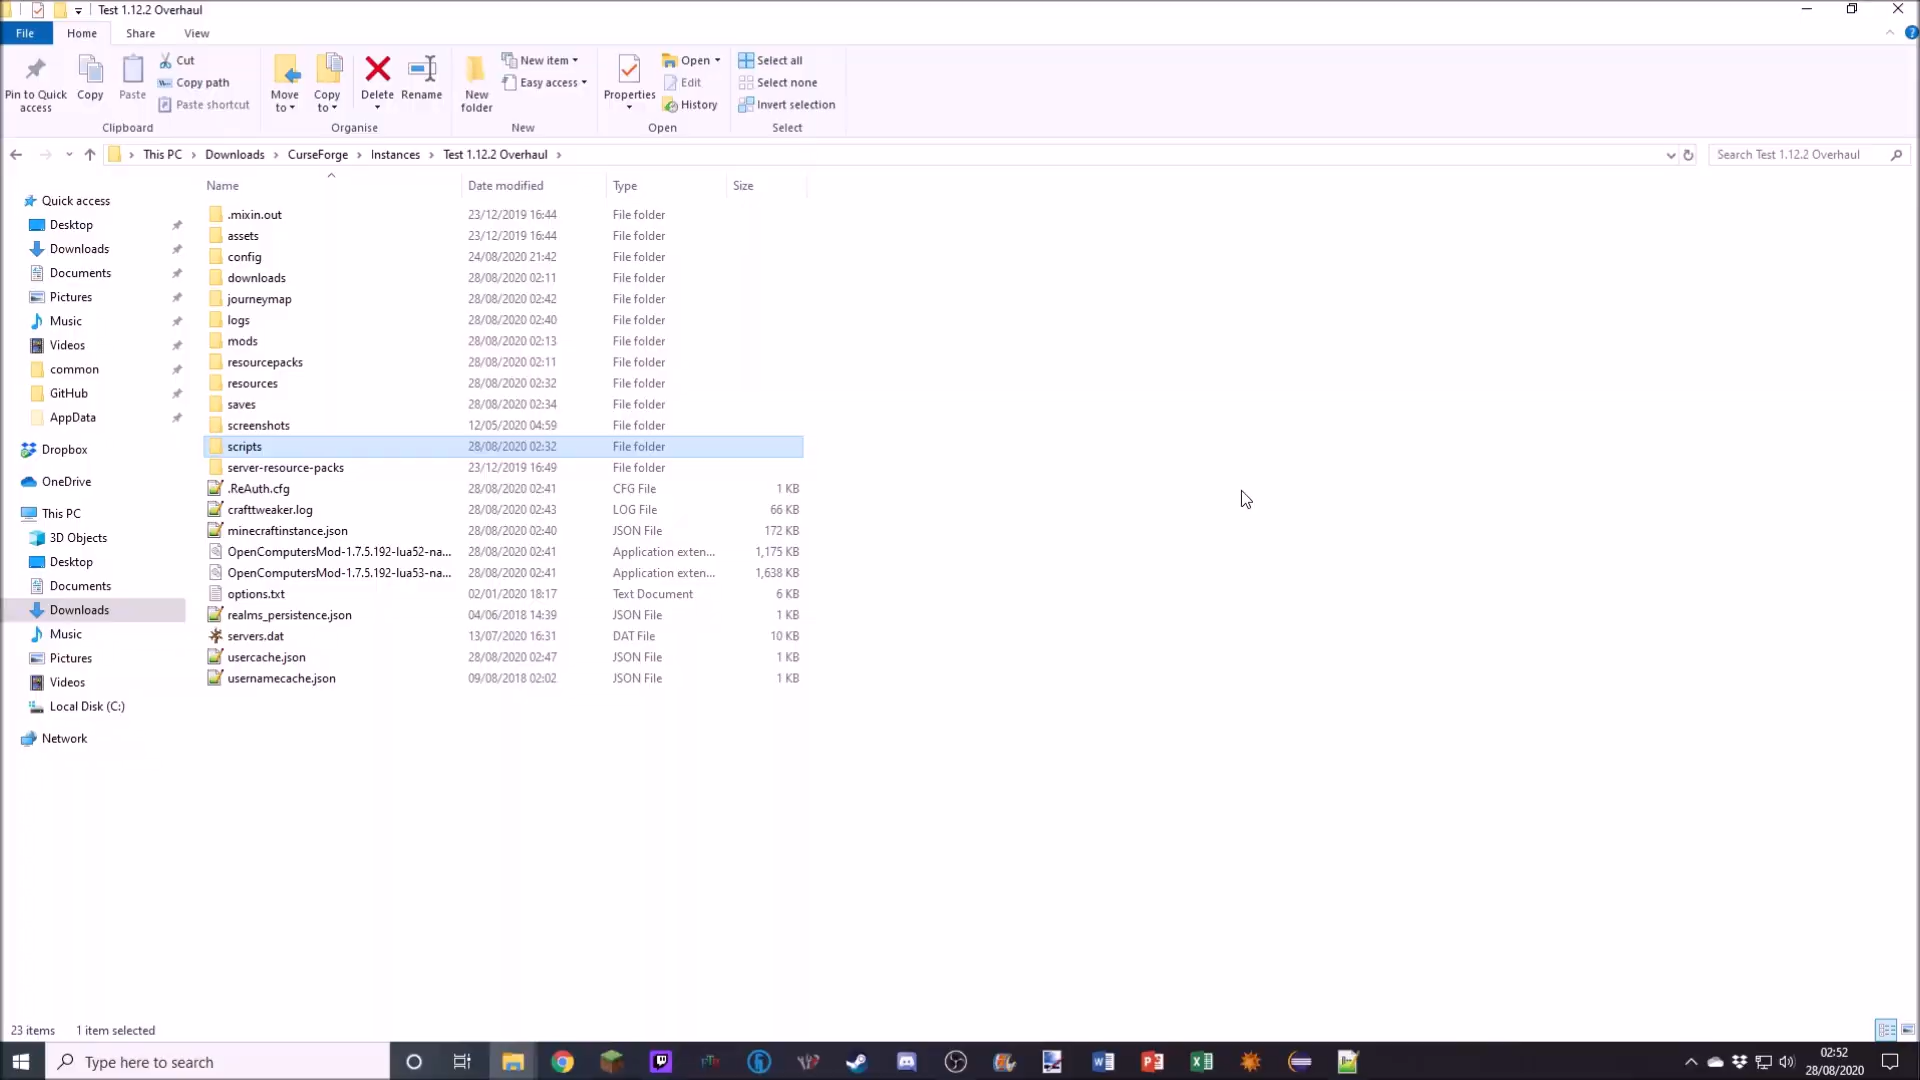 Test 1.12.2 Overhaul
File Home Share View
Pin to Quick access
Copy
Paste
Cut
Copy path
Paste shortcut
Clipboard
Move to
Copy to
Delete
Rename
Organise
New folder
New item
Easy access
New
Properties
Open
Edit
History
Open
Select all
Select none
Invert selection
Select
This PC > Downloads > CurseForge > Instances > Test 1.12.2 Overhaul >
Search Test 1.12.2 Overhaul
Quick access
Desktop
Downloads
Documents
Pictures
Music
Videos
common
GitHub
AppData
Dropbox
OneDrive
This PC
3D Objects
Desktop
Documents
Downloads
Music
Pictures
Videos
Local Disk (C:)
Network
Name Date modified Type Size
.mixin.out 23/12/2019 16:44 File folder
assets 23/12/2019 16:44 File folder
config 24/08/2020 21:42 File folder
downloads 28/08/2020 02:11 File folder
journeymap 28/08/2020 02:42 File folder
logs 28/08/2020 02:40 File folder
mods 28/08/2020 02:13 File folder
resourcepacks 28/08/2020 02:11 File folder
resources 28/08/2020 02:32 File folder
saves 28/08/2020 02:34 File folder
screenshots 12/05/2020 04:59 File folder
scripts 28/08/2020 02:32 File folder
server-resource-packs 23/12/2019 16:49 File folder
.ReAuth.cfg 28/08/2020 02:41 CFG File 1 KB
crafttweaker.log 28/08/2020 02:43 LOG File 66 KB
minecraftinstance.json 28/08/2020 02:40 JSON File 172 KB
OpenComputersMod-1.7.5.192-lua52-na... 28/08/2020 02:41 Application exten... 1,175 KB
OpenComputersMod-1.7.5.192-lua53-na... 28/08/2020 02:41 Application exten... 1,638 KB
options.txt 02/01/2020 18:17 Text Document 6 KB
realms_persistence.json 04/06/2018 14:39 JSON File 1 KB
servers.dat 13/07/2020 16:31 DAT File 10 KB
usercache.json 28/08/2020 02:47 JSON File 1 KB
usernamecache.json 09/08/2018 02:02 JSON File 1 KB
23 items 1 item selected
Type here to search
02:52
28/08/2020